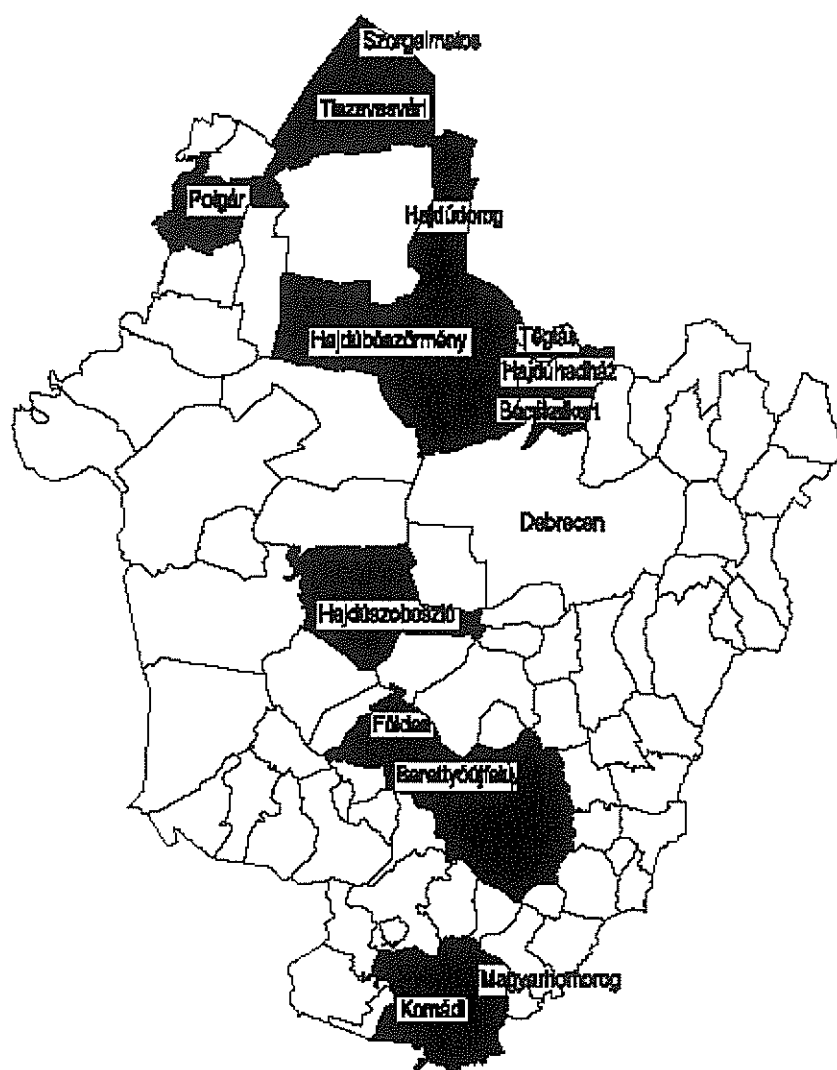 Szorgalmatos
Tiszavasvári
Polgár
Hajdúdorog
Hajdúböszörmény
Téglás
Hajdúhadház
Bocskaikert
Debrecen
Hajdúszoboszló
Földes
Berettyóújfalu
Magyarhomorog
Komádi